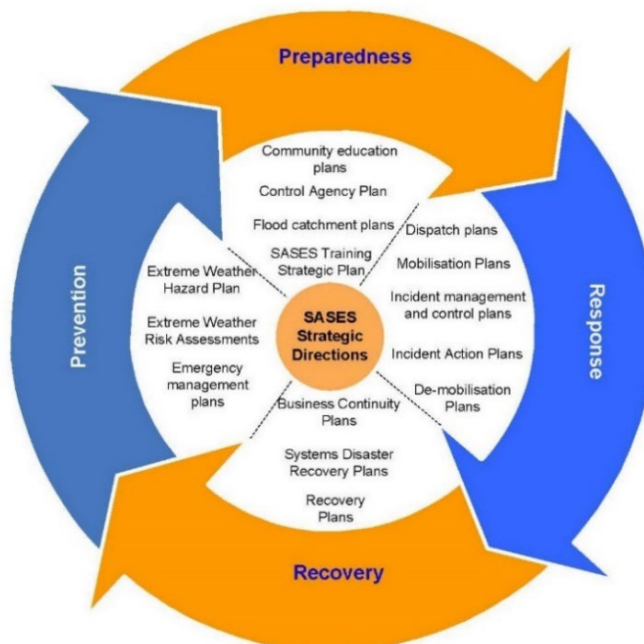 Preparedness
Community education
plans
Control Agency Plan
Flood catchment plans
SASES Training
Strategic Plan
Response
Dispatch plans
Mobilisation Plans
Incident management
and control plans
Incident Action Plans
De-mobilisation
Plans
Recovery
Business Continuity
Plans
Systems Disaster
Recovery Plans
Recovery
Plans
Prevention
Extreme Weather
Hazard Plan
Extreme Weather
Risk Assessments
Emergency
management
plans
SASES
Strategic
Directions